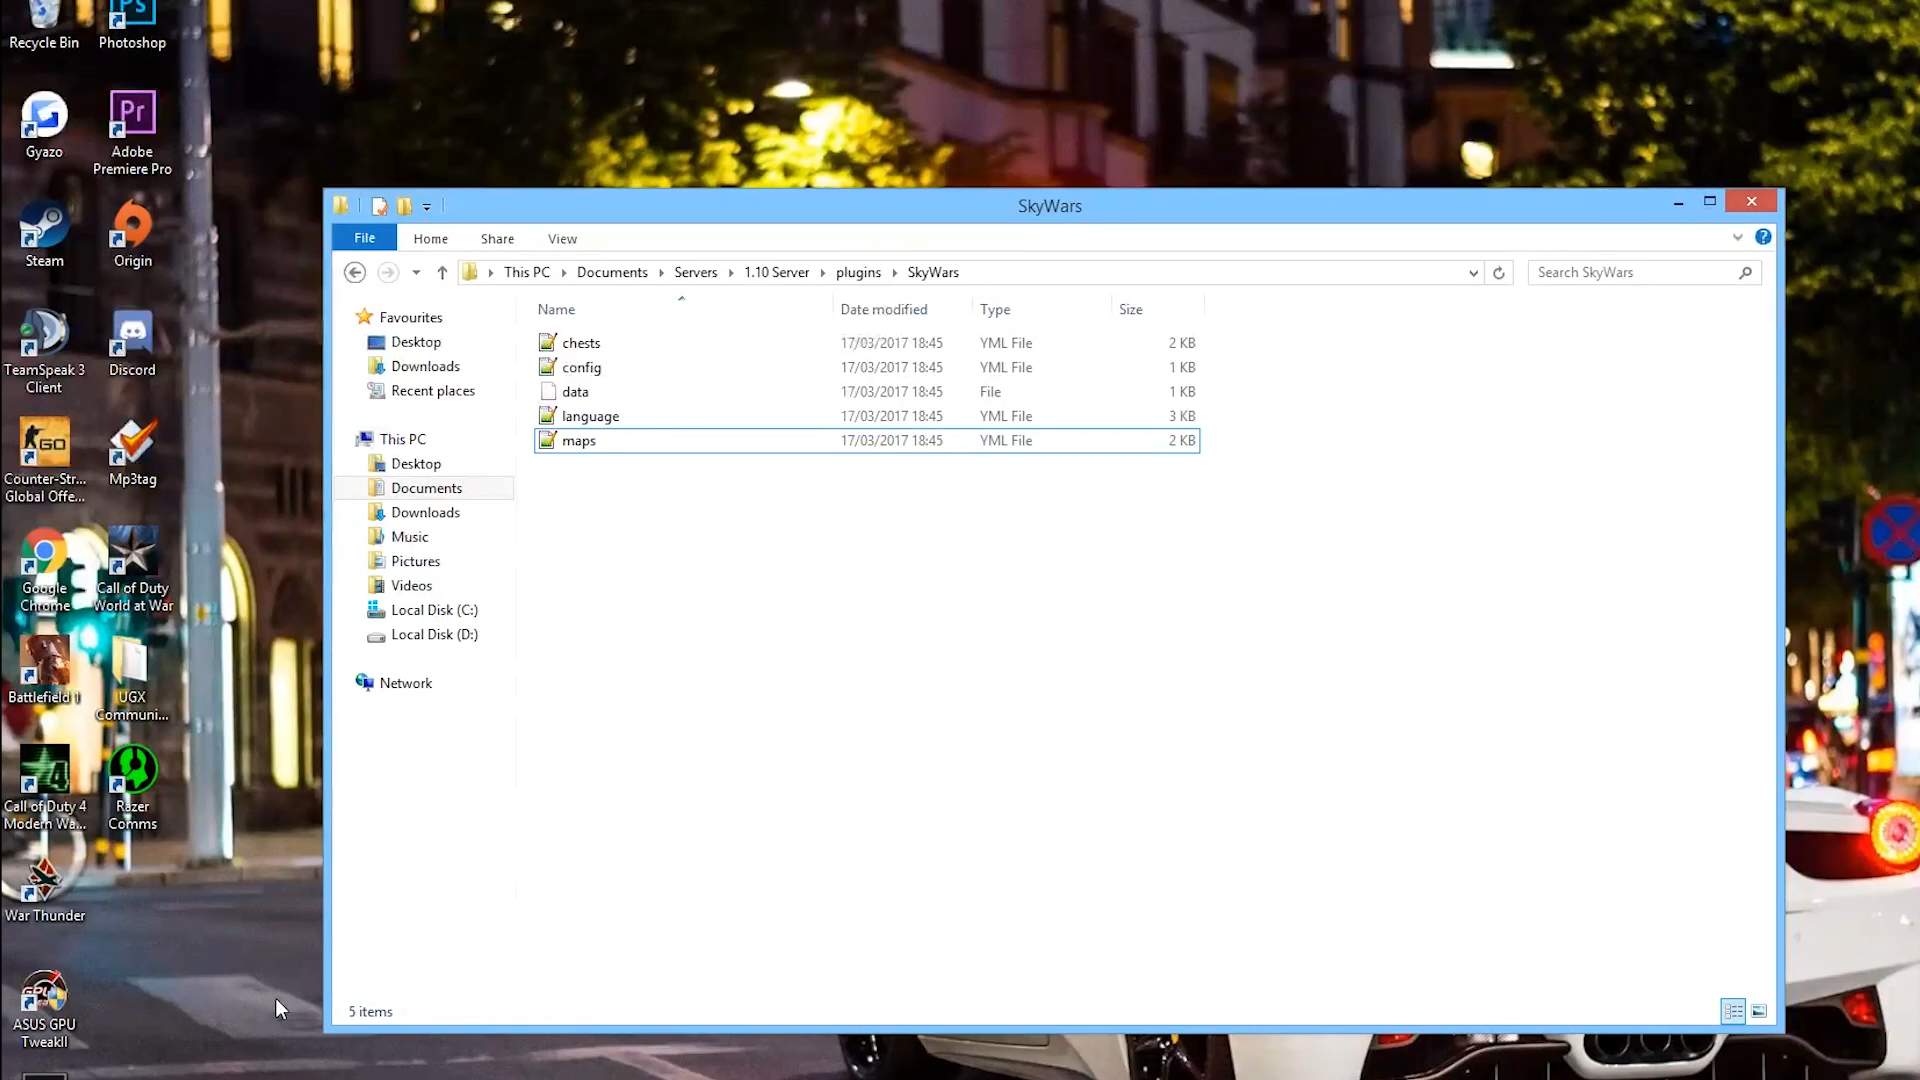 Recycle Bin
Photoshop
Gyazo
Adobe
Premiere Pro
Steam
Origin
TeamSpeak 3
Client
Discord
Counter-Str...
Global Offe...
Mp3tag
Google
Chrome
Call of Duty
World at War
Battlefield 1
UGX
Communi...
Call of Duty 4
Modern Wa...
Razer
Comms
War Thunder
ASUS GPU
TweakII
SkyWars
File
Home
Share
View
This PC
Documents
Servers
1.10 Server
plugins
SkyWars
Search SkyWars
Name
Date modified
Type
Size
chests 17/03/2017 18:45 YML File 2 KB
config 17/03/2017 18:45 YML File 1 KB
data 17/03/2017 18:45 File 1 KB
language 17/03/2017 18:45 YML File 3 KB
maps 17/03/2017 18:45 YML File 2 KB
Favourites
Desktop
Downloads
Recent places
This PC
Desktop
Documents
Downloads
Music
Pictures
Videos
Local Disk (C:)
Local Disk (D:)
Network
5 items